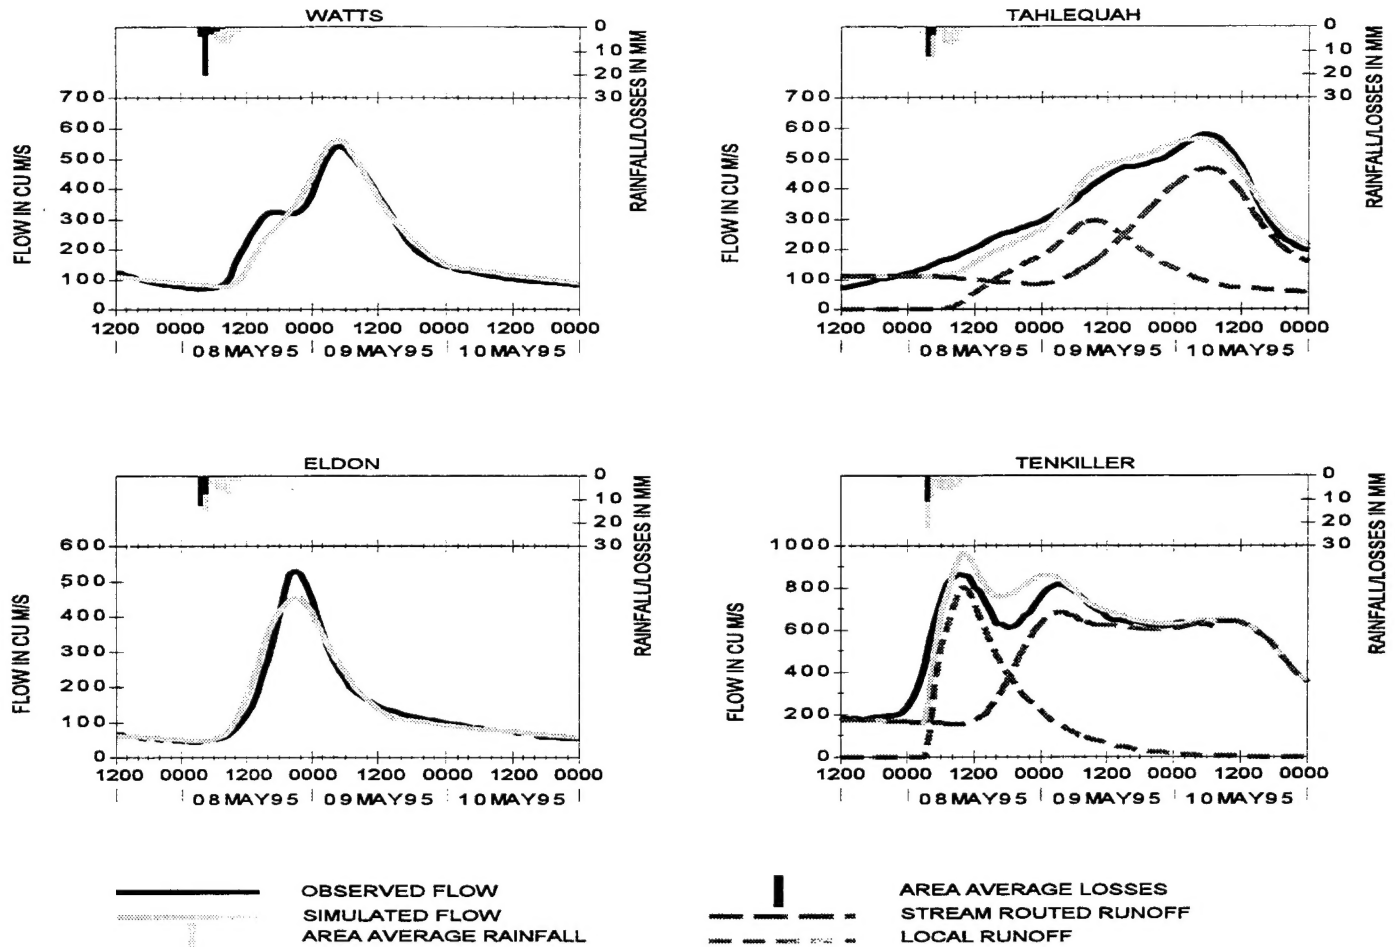 WATTS
0
10
20
30
RAINFALL/LOSSES IN MM
700
600
500
400
300
200
100
0
FLOW IN CU M/S
1200 0000 1200 0000 1200 0000 1200 0000
08MAY95 09MAY95 10MAY95
TAHLEQUAH
0
10
20
30
RAINFALL/LOSSES IN MM
700
600
500
400
300
200
100
0
FLOW IN CU M/S
1200 0000 1200 0000 1200 0000 1200 0000
08MAY95 09MAY95 10MAY95
ELDON
0
10
20
30
RAINFALL/LOSSES IN MM
600
500
400
300
200
100
0
FLOW IN CU M/S
1200 0000 1200 0000 1200 0000 1200 0000
08MAY95 09MAY95 10MAY95
TENKILLER
0
10
20
30
RAINFALL/LOSSES IN MM
1000
800
600
400
200
0
FLOW IN CU M/S
1200 0000 1200 0000 1200 0000 1200 0000
08MAY95 09MAY95 10MAY95
OBSERVED FLOW
SIMULATED FLOW
AREA AVERAGE RAINFALL
AREA AVERAGE LOSSES
STREAM ROUTED RUNOFF
LOCAL RUNOFF